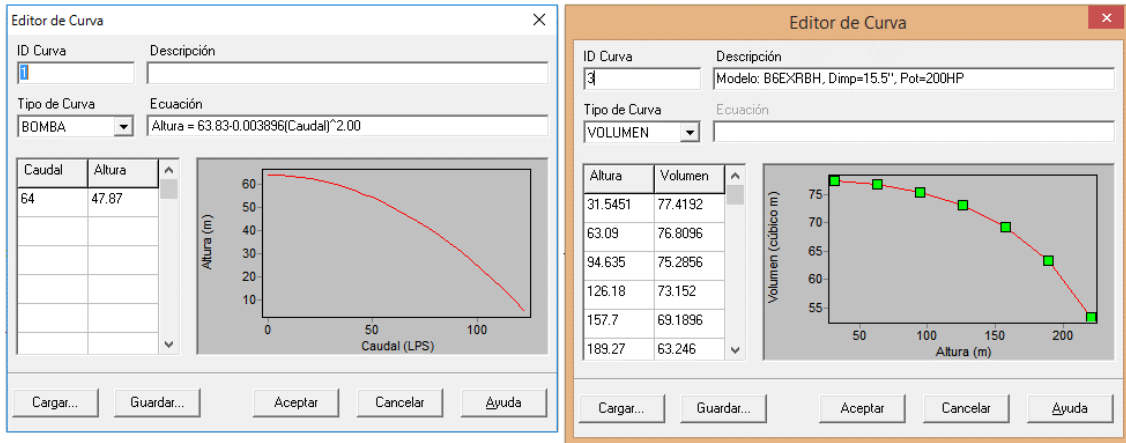 Editor de Curva
ID Curva Descripción
1
Tipo de Curva Ecuación
BOMBA Altura = 63.83-0.003896(Caudal)^2.00
Caudal Altura
64 47.87
60
50
40
30
20
10
Altura (m)
0 50 100
Caudal (LPS)
Cargar... Guardar... Aceptar Cancelar Ayuda
Editor de Curva
ID Curva Descripción
3 Modelo: B6EXRBH, Dimp=15.5", Pot=200HP
Tipo de Curva Ecuación
VOLUMEN
Altura Volumen
31.5451 77.4192
63.09 76.8096
94.635 75.2856
126.18 73.152
157.7 69.1896
189.27 63.246
75
70
65
60
55
Volumen (cúbico m)
50 100 150 200
Altura (m)
Cargar... Guardar... Aceptar Cancelar Ayuda